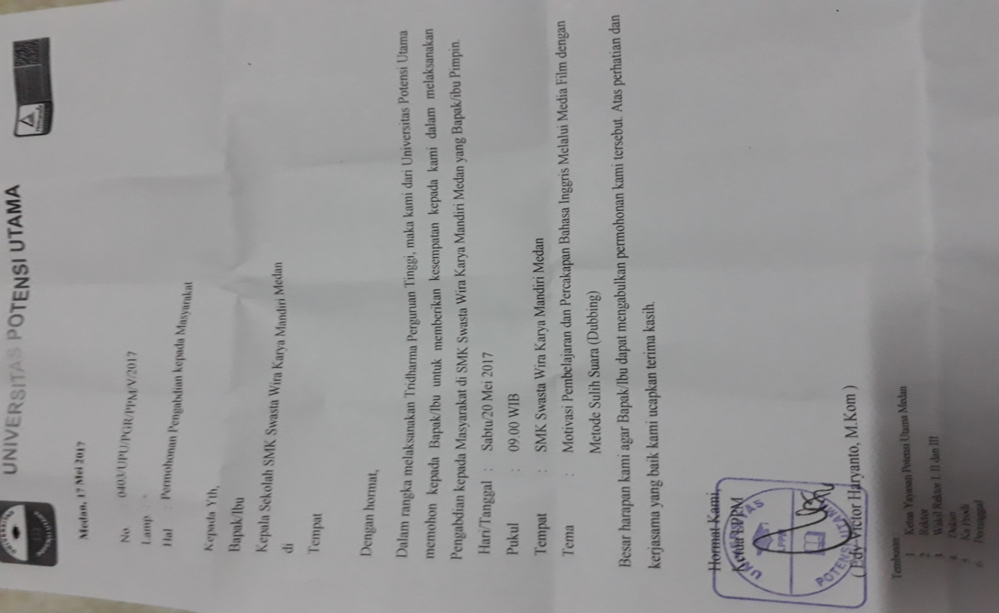 UNIVERSITAS POTENSI UTAMA
Medan, 17 Mei 2017
No. : 0403/UPU/PGR/PPM/V/2017
Lamp. : -
Hal : Permohonan Pengabdian kepada Masyarakat
Kepada Yth,
Bapak/Ibu
Kepala Sekolah SMK Swasta Wira Karya Mandiri Medan
di
Tempat
Dengan hormat,
Dalam rangka melaksanakan Tridharma Perguruan Tinggi, maka kami dari Universitas Potensi Utama
memohon kepada Bapak/Ibu untuk memberikan kesempatan kepada kami dalam melaksanakan
Pengabdian kepada Masyarakat di SMK Swasta Wira Karya Mandiri Medan yang Bapak/ibu Pimpin.
Hari/Tanggal : Sabtu/20 Mei 2017
Pukul : 09.00 WIB
Tempat : SMK Swasta Wira Karya Mandiri Medan
Tema : Motivasi Pembelajaran dan Percakapan Bahasa Inggris Melalui Media Film dengan
Metode Sulih Suara (Dubbing)
Besar harapan kami agar Bapak/Ibu dapat mengabulkan permohonan kami tersebut. Atas perhatian dan
kerjasama yang baik kami ucapkan terima kasih.
Hormat Kami,
Ketua LPPM
UNIVERSITAS
LPPM
POTENSI UTAMA
( Edy Victor Haryanto, M.Kom )
Tembusan:
1 Ketua Yayasan Potensi Utama Medan
2 Rektor
3 Wakil Rektor I, II dan III
4 Dekan
5 Ka Prodi
6 Pertinggal